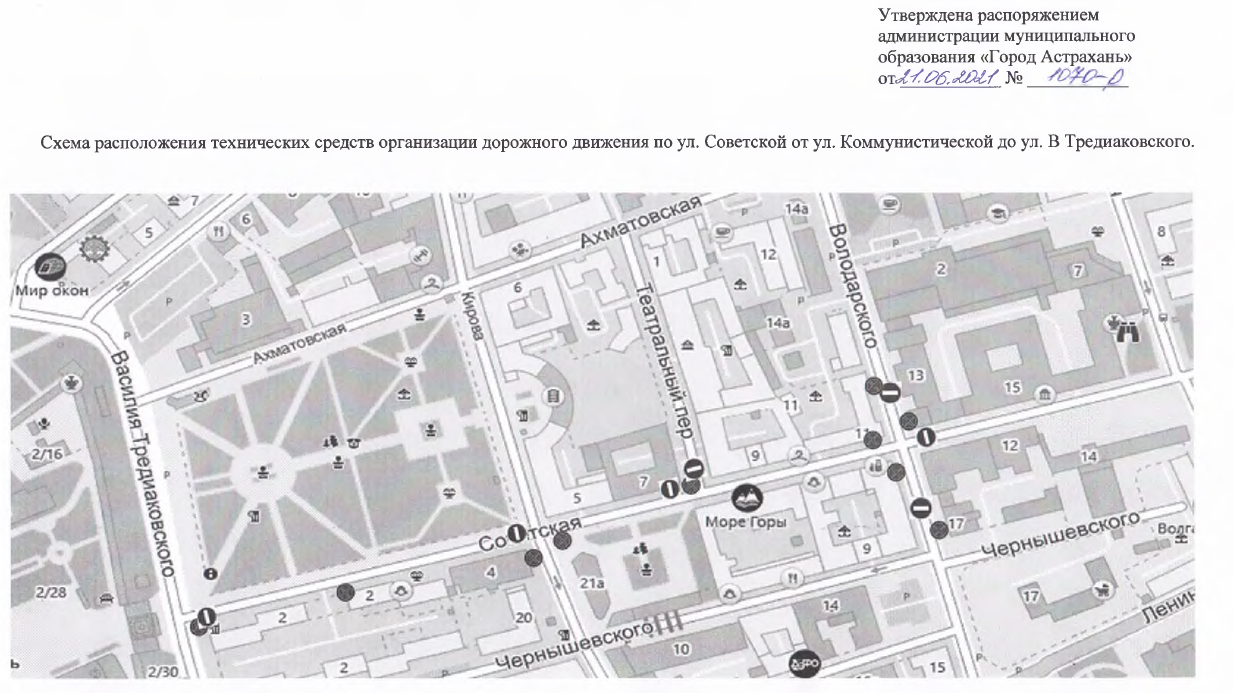 Утверждена распоряжением
администрации муниципального
образования «Город Астрахань»
от 21.06.2021 № 1070-р
Схема расположения технических средств организации дорожного движения по ул. Советской от ул. Коммунистической до ул. В Тредиаковского.
7
5
6
Мир окон
3
Ахматовская
Кирова
6
Ахматовская
1
12
14а
Володарского
2
7
8
Театральный пер
14а
13
15
11
11
9
7
5
12
14
Василия Тредиаковского
2/16
2/28
2/30
Советская
Море Горы
17
9
Чернышевского
Волга
4
21а
2
2
2
20
Чернышевского
10
14
17
15
Ленин
P
P
P
P
P
P
P
P
P